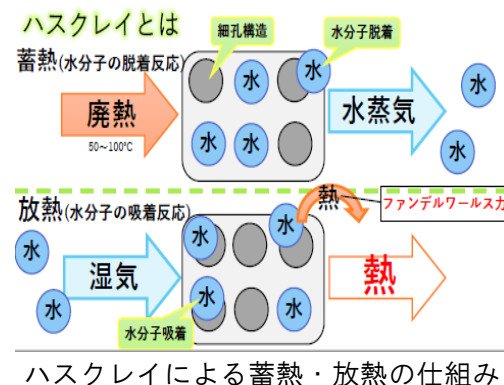 ハスクレイとは
蓄熱(水分子の脱着反応)
細孔構造
水分子脱着
廃熱
50～100℃
水
水
水
水
水蒸気
水
水
放熱(水分子の吸着反応)
熱
ファンデルワールス力
水
水
湿気
水
水
水
水
水分子吸着
熱
ハスクレイによる蓄熱・放熱の仕組み